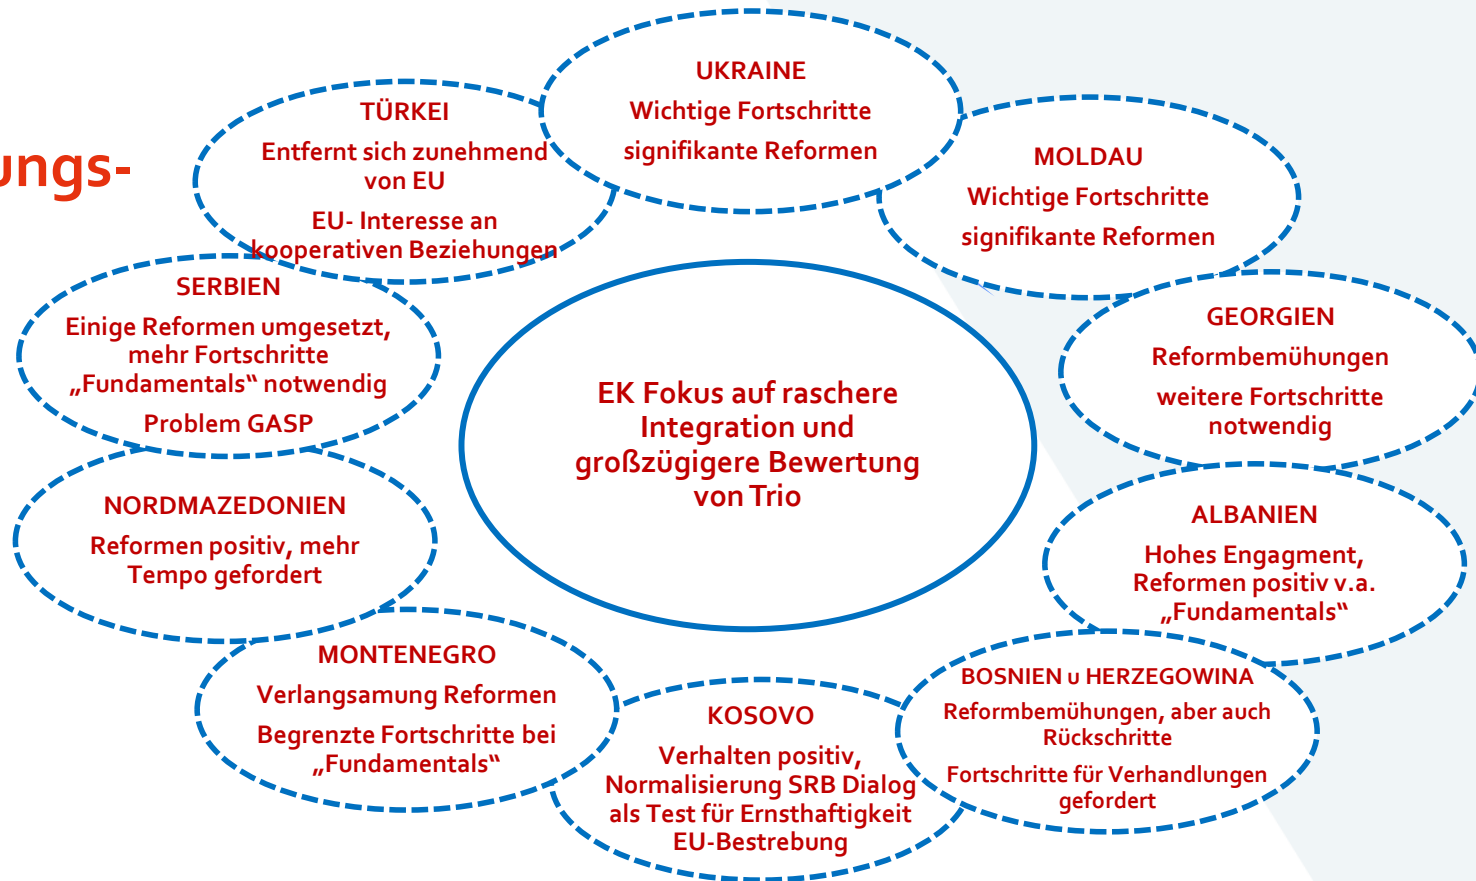 ungs-
UKRAINE
Wichtige Fortschritte
signifikante Reformen
TÜRKEI
Entfernt sich zunehmend
von EU
EU- Interesse an
kooperativen Beziehungen
MOLDAU
Wichtige Fortschritte
signifikante Reformen
SERBIEN
Einige Reformen umgesetzt,
mehr Fortschritte
„Fundamentals“ notwendig
Problem GASP
GEORGIEN
Reformbemühungen
weitere Fortschritte
notwendig
EK Fokus auf raschere
Integration und
großzügigere Bewertung
von Trio
NORDMAZEDONIEN
Reformen positiv, mehr
Tempo gefordert
ALBANIEN
Hohes Engagment,
Reformen positiv v.a.
„Fundamentals“
MONTENEGRO
Verlangsamung Reformen
Begrenzte Fortschritte bei
„Fundamentals“
KOSOVO
Verhalten positiv,
Normalisierung SRB Dialog
als Test für Ernsthaftigkeit
EU-Bestrebung
BOSNIEN u HERZEGOWINA
Reformbemühungen, aber auch
Rückschritte
Fortschritte für Verhandlungen
gefordert